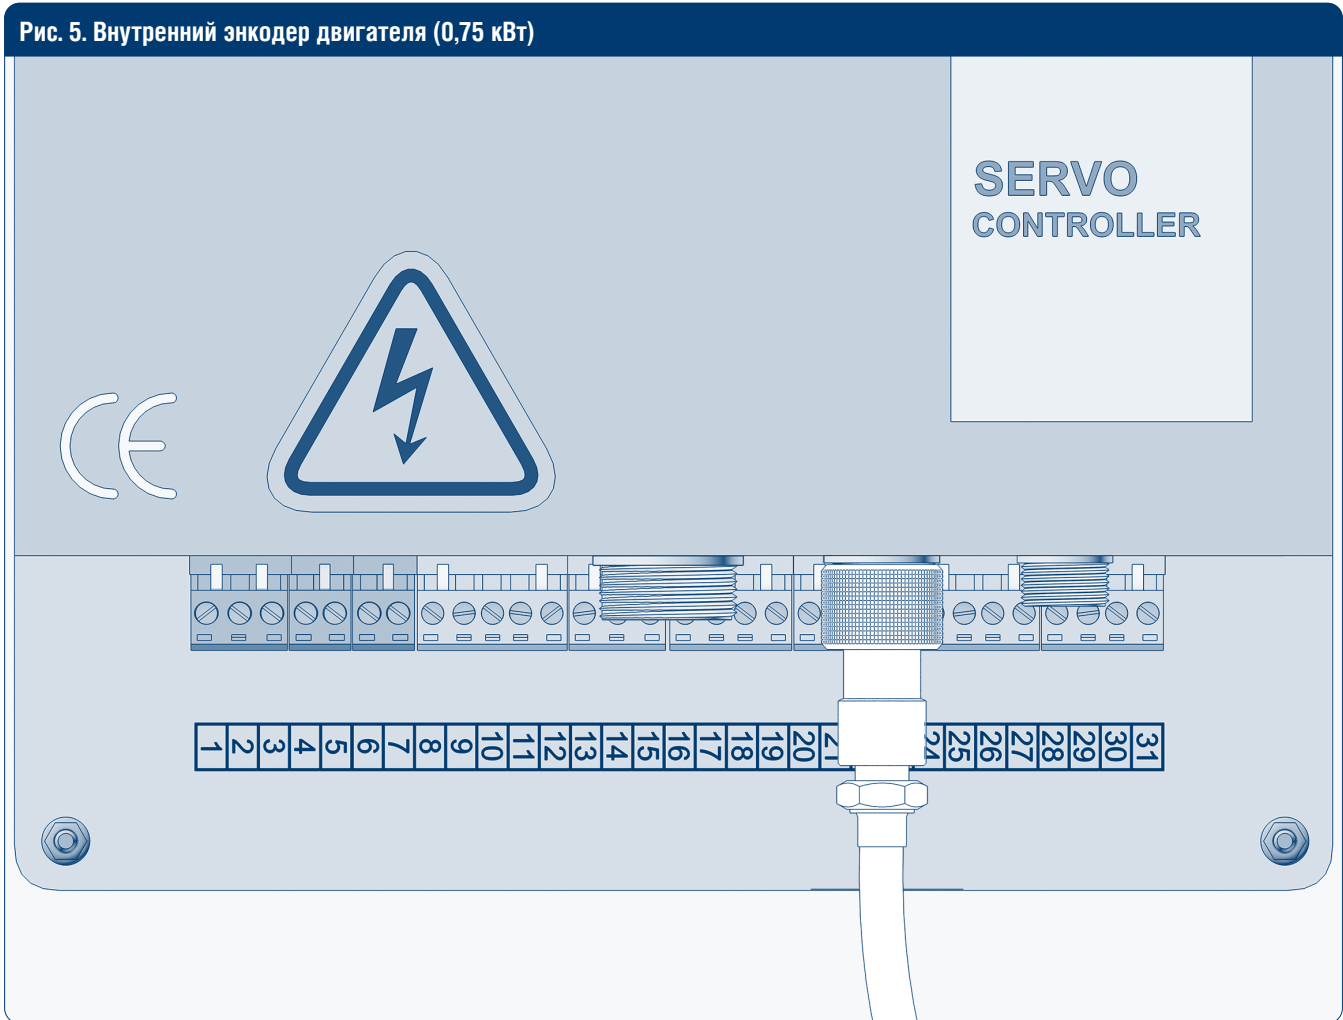 Рис. 5. Внутренний энкодер двигателя (0,75 кВт)
SERVO
CONTROLLER
CE
1 2 3 4 5 6 7 8 9 10 11 12 13 14 15 16 17 18 19 20 21 24 25 26 27 28 29 30 31